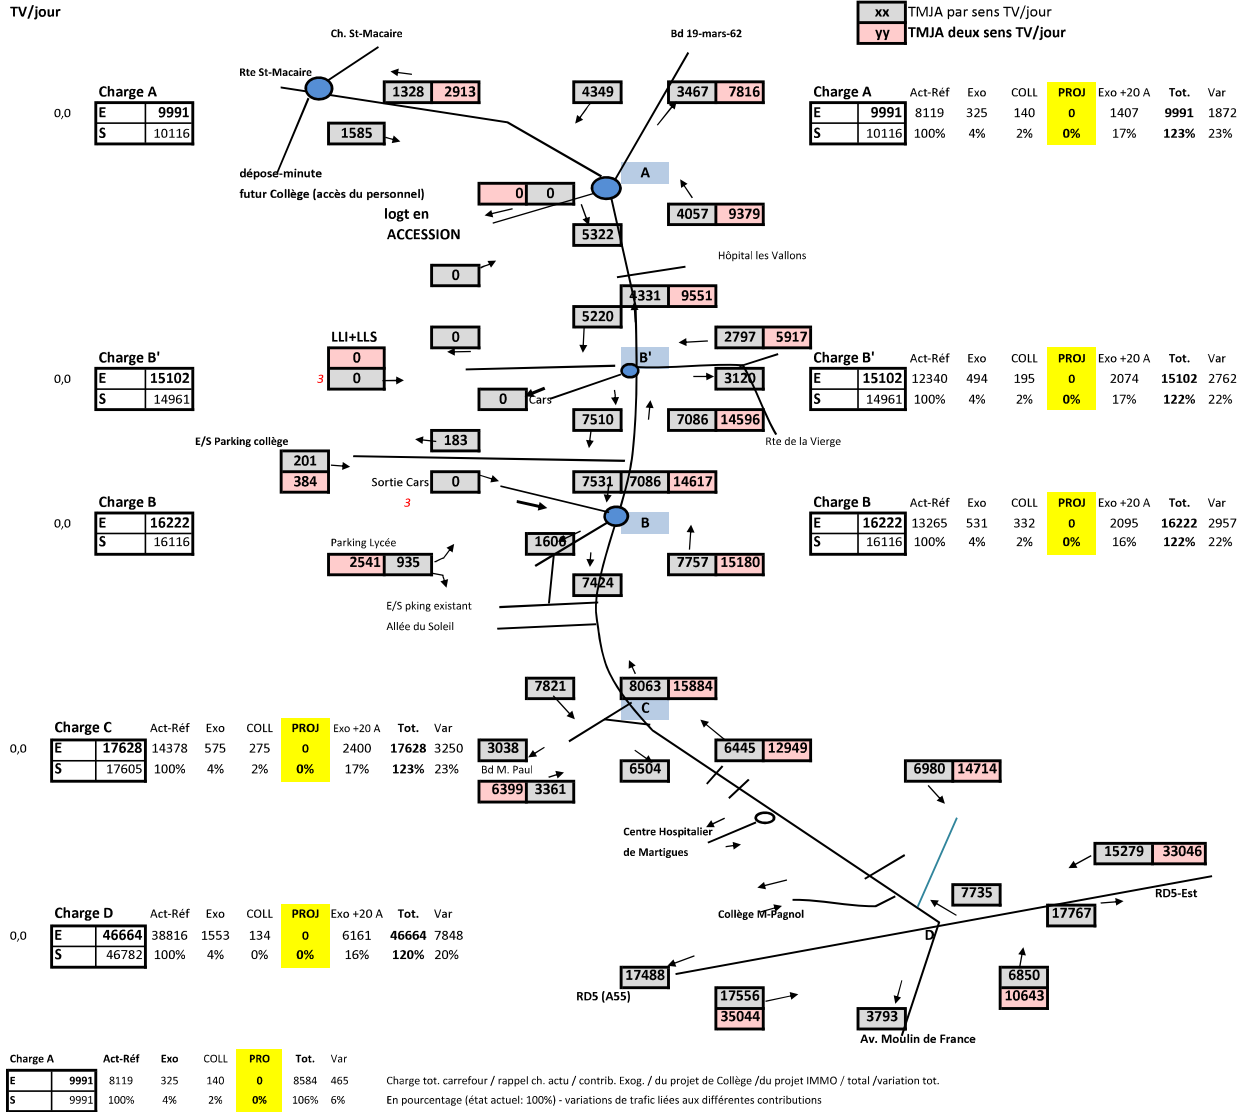 TV/jour
xx TMJA par sens TV/jour
yy TMJA deux sens TV/jour
Ch. St-Macaire
Bd 19-mars-62
Rte St-Macaire
1328 2913
4349
3467 7816
0,0
Charge A
E 9991
S 10116
Charge A Act-Réf Exo COLL PROJ Exo +20 A Tot. Var
E 9991 8119 325 140 0 1407 9991 1872
S 10116 100% 4% 2% 0% 17% 123% 23%
1585
dépose-minute
futur Collège (accès du personnel)
A
0 0
logt en
ACCESSION
4057 9379
5322
Hôpital les Vallons
0
4331 9551
5220
LLI+LLS
0
2797 5917
0
3 0
B'
3120
0,0
Charge B'
E 15102
S 14961
Charge B' Act-Réf Exo COLL PROJ Exo +20 A Tot. Var
E 15102 12340 494 195 0 2074 15102 2762
S 14961 100% 4% 2% 0% 17% 122% 22%
0 Cars
7510
7086 14596
Rte de la Vierge
E/S Parking collège
183
201
384
Sortie Cars 0
3
7531 7086 14617
0,0
Charge B
E 16222
S 16116
B
Charge B Act-Réf Exo COLL PROJ Exo +20 A Tot. Var
E 16222 13265 531 332 0 2095 16222 2957
S 16116 100% 4% 2% 0% 16% 122% 22%
Parking Lycée
1606
2541 935
7757 15180
7424
E/S pking existant
Allée du Soleil
7821
8063 15884
C
0,0
Charge C Act-Réf Exo COLL PROJ Exo +20 A Tot. Var
E 17628 14378 575 275 0 2400 17628 3250
S 17605 100% 4% 2% 0% 17% 123% 23%
3038
Bd M. Paul
6399 3361
6504
6445 12949
6980 14714
Centre Hospitalier
de Martigues
15279 33046
RD5-Est
Collège M-Pagnol
7735
17767
D
0,0
Charge D Act-Réf Exo COLL PROJ Exo +20 A Tot. Var
E 46664 38816 1553 134 0 6161 46664 7848
S 46782 100% 4% 0% 0% 16% 120% 20%
17488
RD5 (A55)
17556
35044
6850
10643
3793
Av. Moulin de France
Charge A Act-Réf Exo COLL PRO Tot. Var
E 9991 8119 325 140 0 8584 465
S 9991 100% 4% 2% 0% 106% 6%
Charge tot. carrefour / rappel ch. actu / contrib. Exog. / du projet de Collège /du projet IMMO / total /variation tot.
En pourcentage (état actuel: 100%) - variations de trafic liées aux différentes contributions